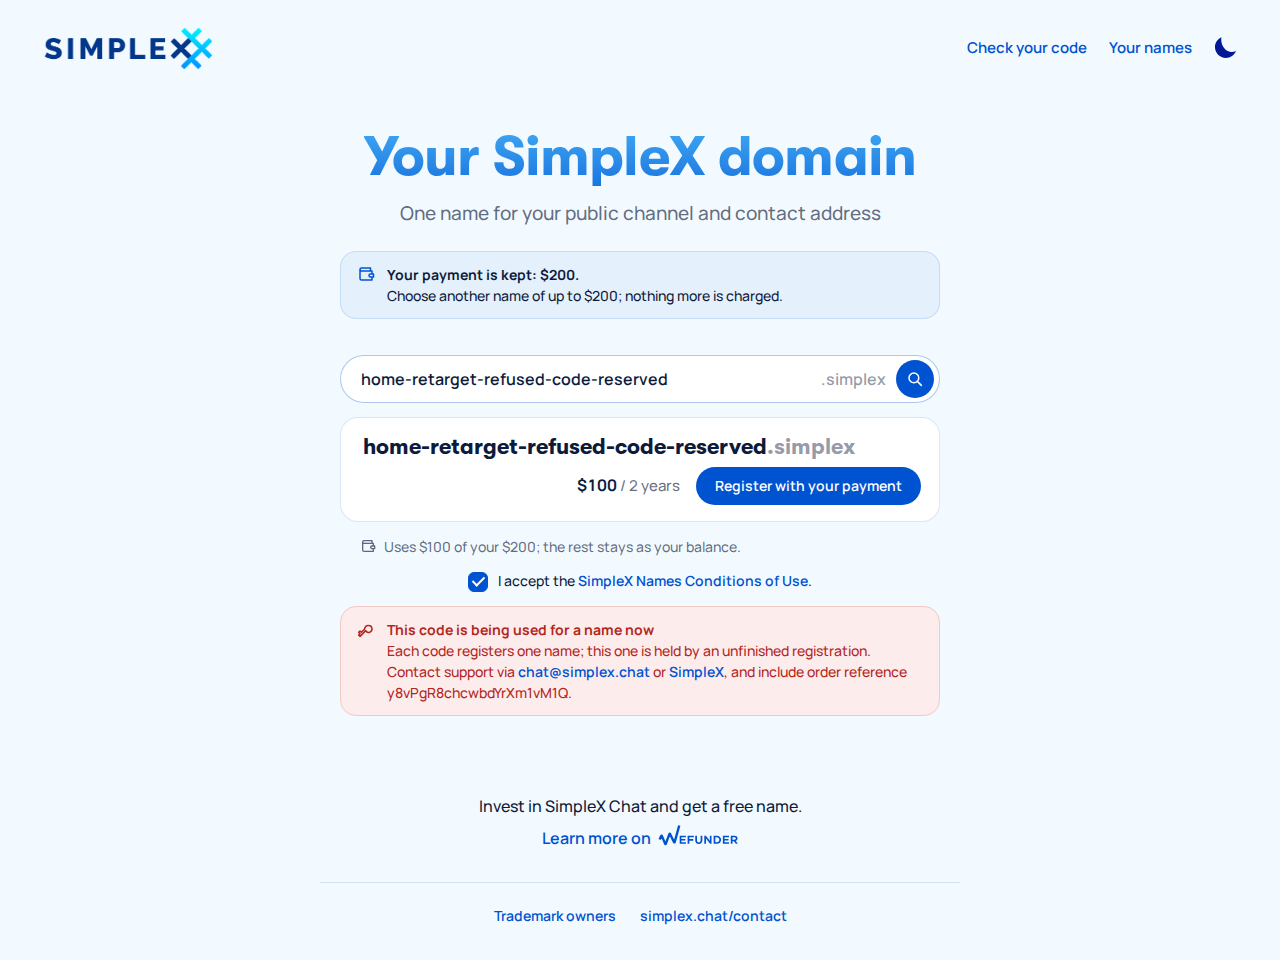 SIMPLEX
Check your code
Your names
Your SimpleX domain
One name for your public channel and contact address
Your payment is kept: $200.
Choose another name of up to $200; nothing more is charged.
home-retarget-refused-code-reserved .simplex
home-retarget-refused-code-reserved.simplex
$100 / 2 years Register with your payment
Uses $100 of your $200; the rest stays as your balance.
I accept the SimpleX Names Conditions of Use.
This code is being used for a name now
Each code registers one name; this one is held by an unfinished registration.
Contact support via chat@simplex.chat or SimpleX, and include order reference
y8vPgR8chcwbdYrXm1vM1Q.
Invest in SimpleX Chat and get a free name.
Learn more on WEFUNDER
Trademark owners simplex.chat/contact